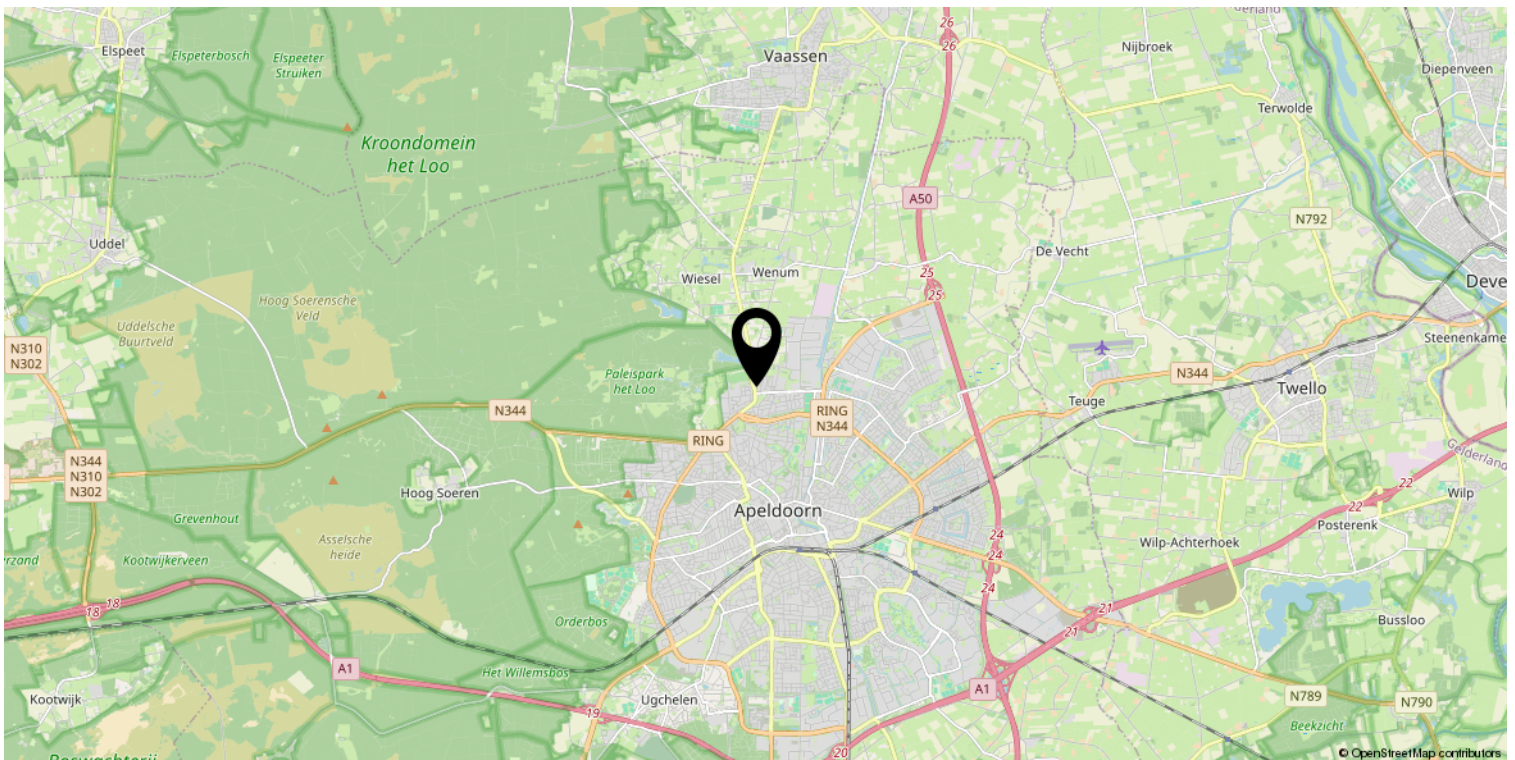 26
Gelderland
Elspeet
Elspeterbosch
Elspeeter
Struiken
Vaassen
26
Nijbroek
Diepenveen
Terwolde
Kroondomein
het Loo
A50
N792
Uddel
De Vecht
Wiesel
Wenum
25
25
Deve
Hoog Soerensche
Veld
Uddelsche
Buurtveld
Steenenkame
N310
N302
Paleispark
het Loo
N344
Twello
Teuge
N344
RING
N344
RING
N344
N310
N302
Gelderland
22
22
Hoog Soeren
Wilp
Apeldoorn
Grevenhout
Posterenk
24
24
Asselsche
heide
Wilp-Achterhoek
erzand
Kootwijkerveen
24
18
18
21
21
Orderbos
Bussloo
A1
Het Willemsbos
A1
Kootwijk
Ugchelen
N789
N790
19
Beekzicht
20
Boswachterij
© OpenStreetMap contributors